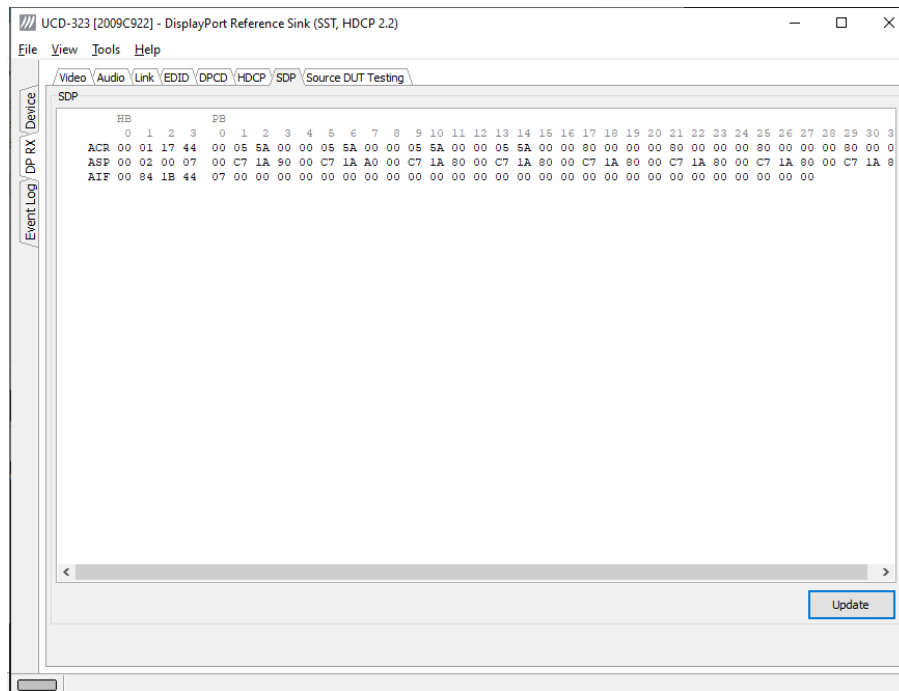 UCD-323 [2009C922] - DisplayPort Reference Sink (SST, HDCP 2.2)
File View Tools Help
Video Audio Link EDID DPCD HDCP SDP Source DUT Testing
Device
DP RX
Event Log
SDP
HB PB
0 1 2 3 0 1 2 3 4 5 6 7 8 9 10 11 12 13 14 15 16 17 18 19 20 21 22 23 24 25 26 27 28 29 30 3
ACR 00 01 17 44 00 05 5A 00 00 05 5A 00 00 05 5A 00 00 05 5A 00 00 80 00 00 00 80 00 00 00 80 00 00 00 80 00 0
ASP 00 02 00 07 00 C7 1A 90 00 C7 1A A0 00 C7 1A 80 00 C7 1A 80 00 C7 1A 80 00 C7 1A 80 00 C7 1A 80 00 C7 1A 8
AIF 00 84 1B 44 07 00 00 00 00 00 00 00 00 00 00 00 00 00 00 00 00 00 00 00 00 00 00 00 00 00 00 00
Update